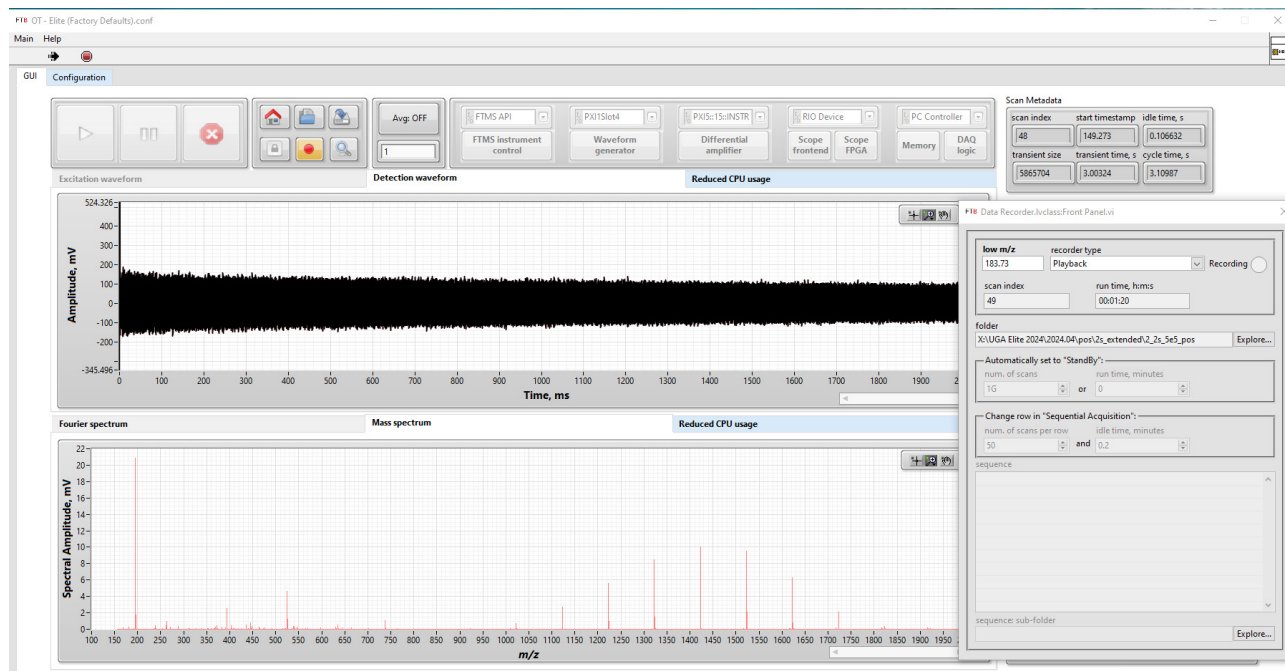 FTB OT - Elite (Factory Defaults).conf
Main Help
GUI Configuration
Avg: OFF
1
FTMS API
FTMS instrument control
PXI1Slot4
Waveform generator
PXI5::15::INSTR
Differential amplifier
RIO Device
Scope frontend
Scope FPGA
PC Controller
Memory
DAQ logic
Scan Metadata
scan index start timestamp idle time, s
48 149.273 0.106632
transient size transient time, s cycle time, s
5865704 3.00324 3.10987
Excitation waveform Detection waveform Reduced CPU usage
524.326
400
300
200
100
0
-100
-200
-345.496
Amplitude, mV
0 100 200 300 400 500 600 700 800 900 1000 1100 1200 1300 1400 1500 1600 1700 1800 1900
Time, ms
Fourier spectrum Mass spectrum Reduced CPU usage
22
20
18
16
14
12
10
8
6
4
2
0
Spectral Amplitude, mV
100 150 200 250 300 350 400 450 500 550 600 650 700 750 800 850 900 950 1000 1050 1100 1150 1200 1250 1300 1350 1400 1450 1500 1550 1600 1650 1700 1750 1800 1850 1900 1950
m/z
FTB Data Recorder.lvclass:Front Panel.vi
low m/z recorder type
183.73 Playback Recording
scan index run time, h:m:s
49 00:01:20
folder
X:\UGA Elite 2024\2024.04\pos\2s_extended\2_2s_5e5_pos Explore...
Automatically set to "StandBy":
num. of scans run time, minutes
1G or 0
Change row in "Sequential Acquisition":
num. of scans per row idle time, minutes
50 and 0.2
sequence
sequence: sub-folder
Explore...